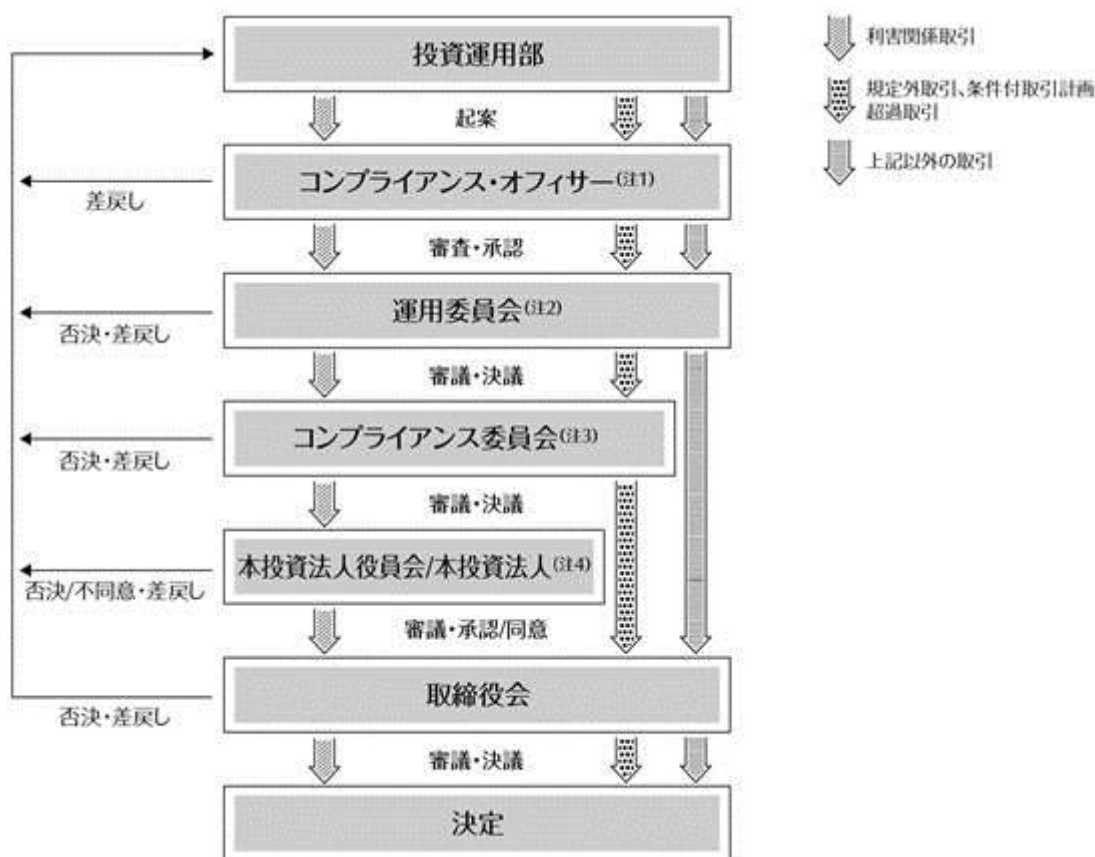 投資運用部
利害関係取引
規定外取引、条件付取引計画
超過取引
上記以外の取引
起案
コンプライアンス・オフィサー(注1)
差戻し
審査・承認
運用委員会(注2)
否決・差戻し
審議・決議
コンプライアンス委員会(注3)
否決・差戻し
審議・決議
本投資法人役員会/本投資法人(注4)
否決/不同意・差戻し
審議・承認/同意
取締役会
否決・差戻し
審議・決議
決定